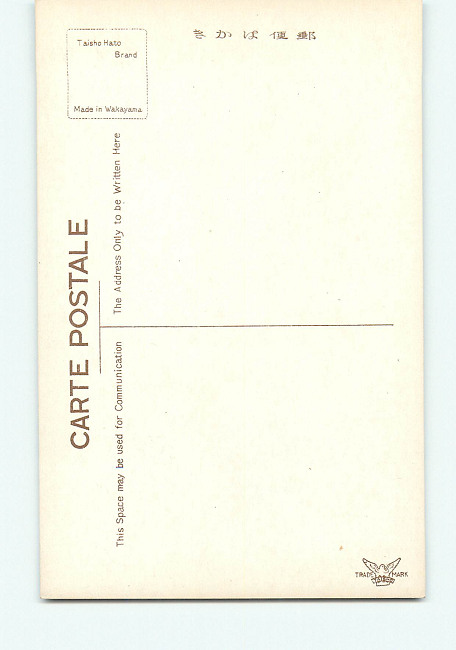 きかはば便郵
Taisho Hato
Brand
Made in Wakayama
CARTE POSTALE
The Address Only to be Written Here
This Space may be used for Communication
TRADE MARK